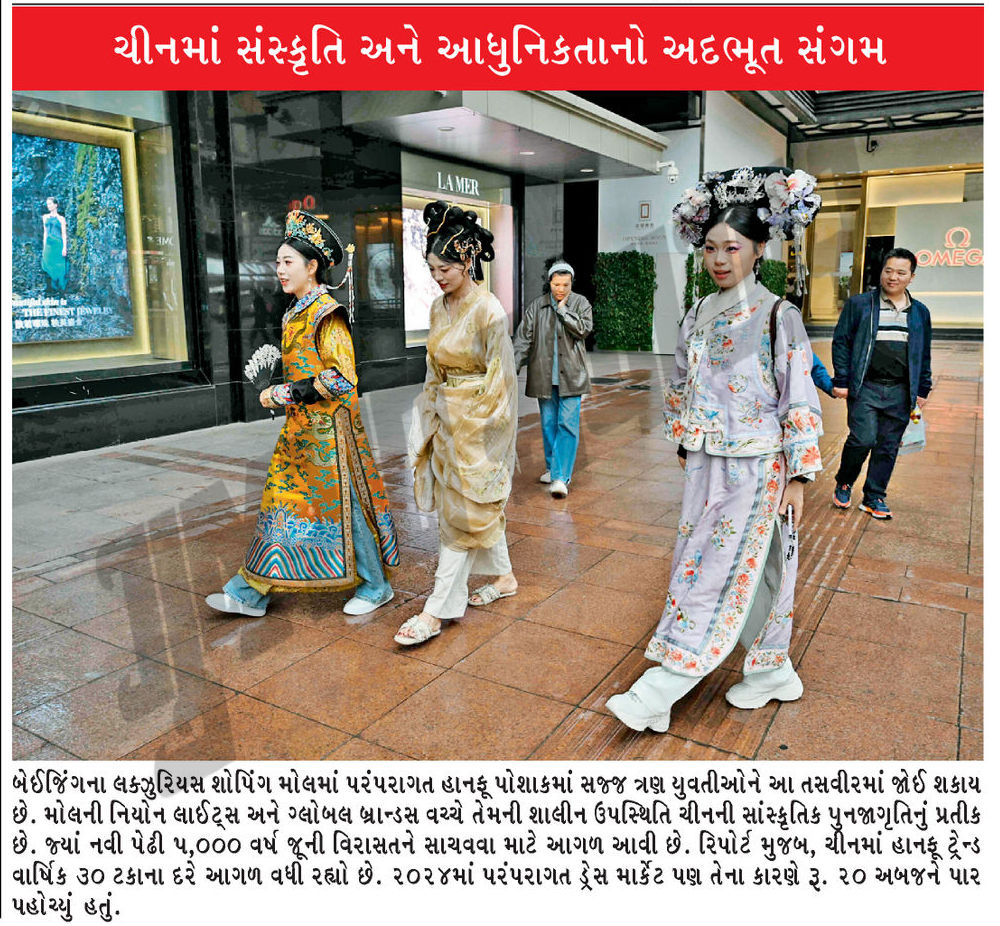 ચીનમાં સંસ્કૃતિ અને આધુનિકતાનો અદભૂત સંગમ
LA MER
OMEGA
THE FINEST JEWELRY
બેઈજિંગના લક્ઝુરિયસ શોપિંગ મોલમાં પરંપરાગત હાનફૂ પોશાકમાં સજ્જ ત્રણ યુવતીઓને આ તસવીરમાં જોઈ શકાય
છે. મોલની નિયોન લાઈટ્સ અને ગ્લોબલ બ્રાન્ડસ વચ્ચે તેમની શાલીન ઉપસ્થિતિ ચીનની સાંસ્કૃતિક પુનજાગૃતિનું પ્રતીક
છે. જ્યાં નવી પેઢી ૫,૦૦૦ વર્ષ જૂની વિરાસતને સાચવવા માટે આગળ આવી છે. રિપોર્ટ મુજબ, ચીનમાં હાનફૂ ટ્રેન્ડ
વાર્ષિક ૩૦ ટકાના દરે આગળ વધી રહ્યો છે. ૨૦૨૪માં પરંપરાગત ડ્રેસ માર્કેટ પણ તેના કારણે રૂ. ૨૦ અબજને પાર
પહોચ્યું હતું.